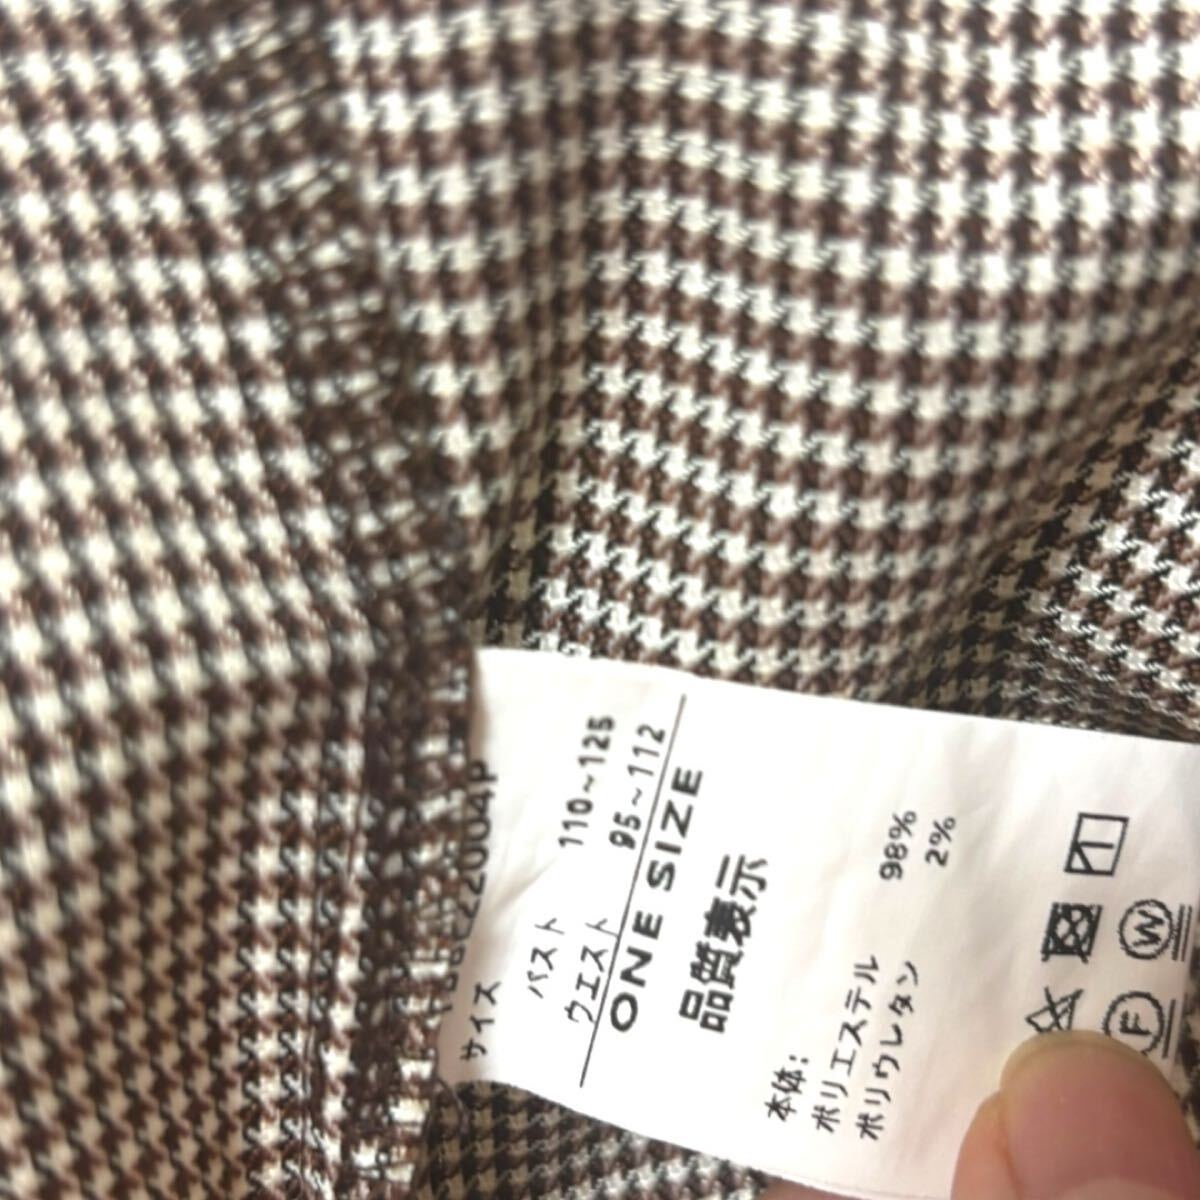 サイズ
バスト 110~125
ウエスト 95~112
ONE SIZE
品質表示
本体:
ポリエステル 98%
ポリウレタン 2%
W
F